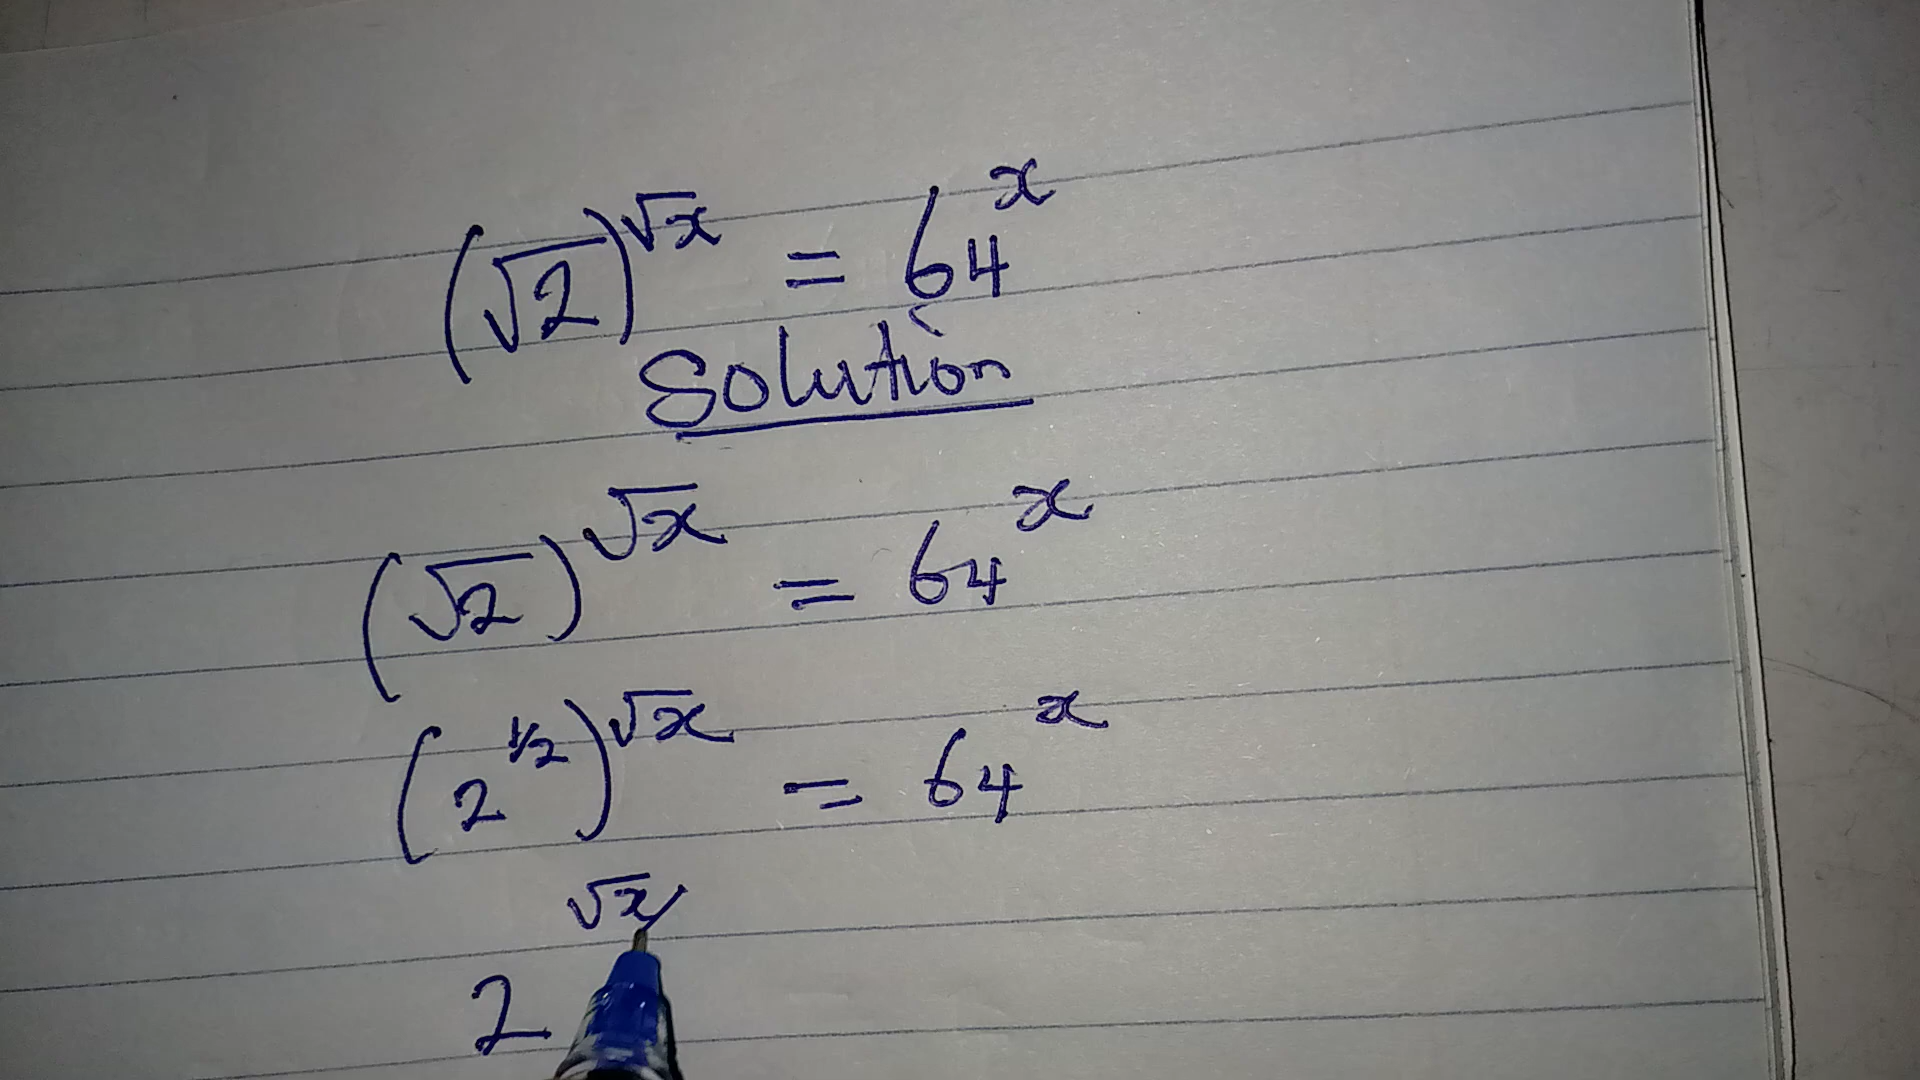 (√2)^√x = 64^x
Solution
(√2)^√x = 64^x
(2^1/2)^√x = 64^x
2^√x/